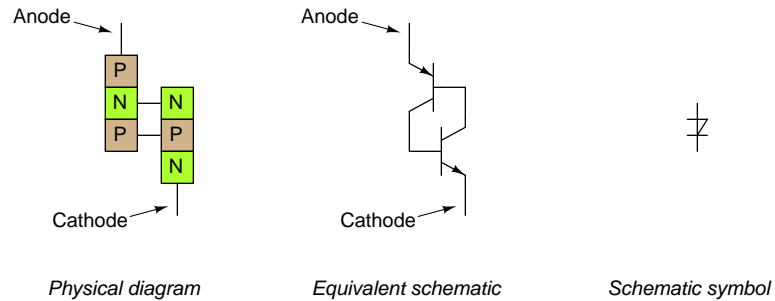 Anode
P
N N
P P
N
Cathode
Physical diagram
Anode
Cathode
Equivalent schematic
Schematic symbol